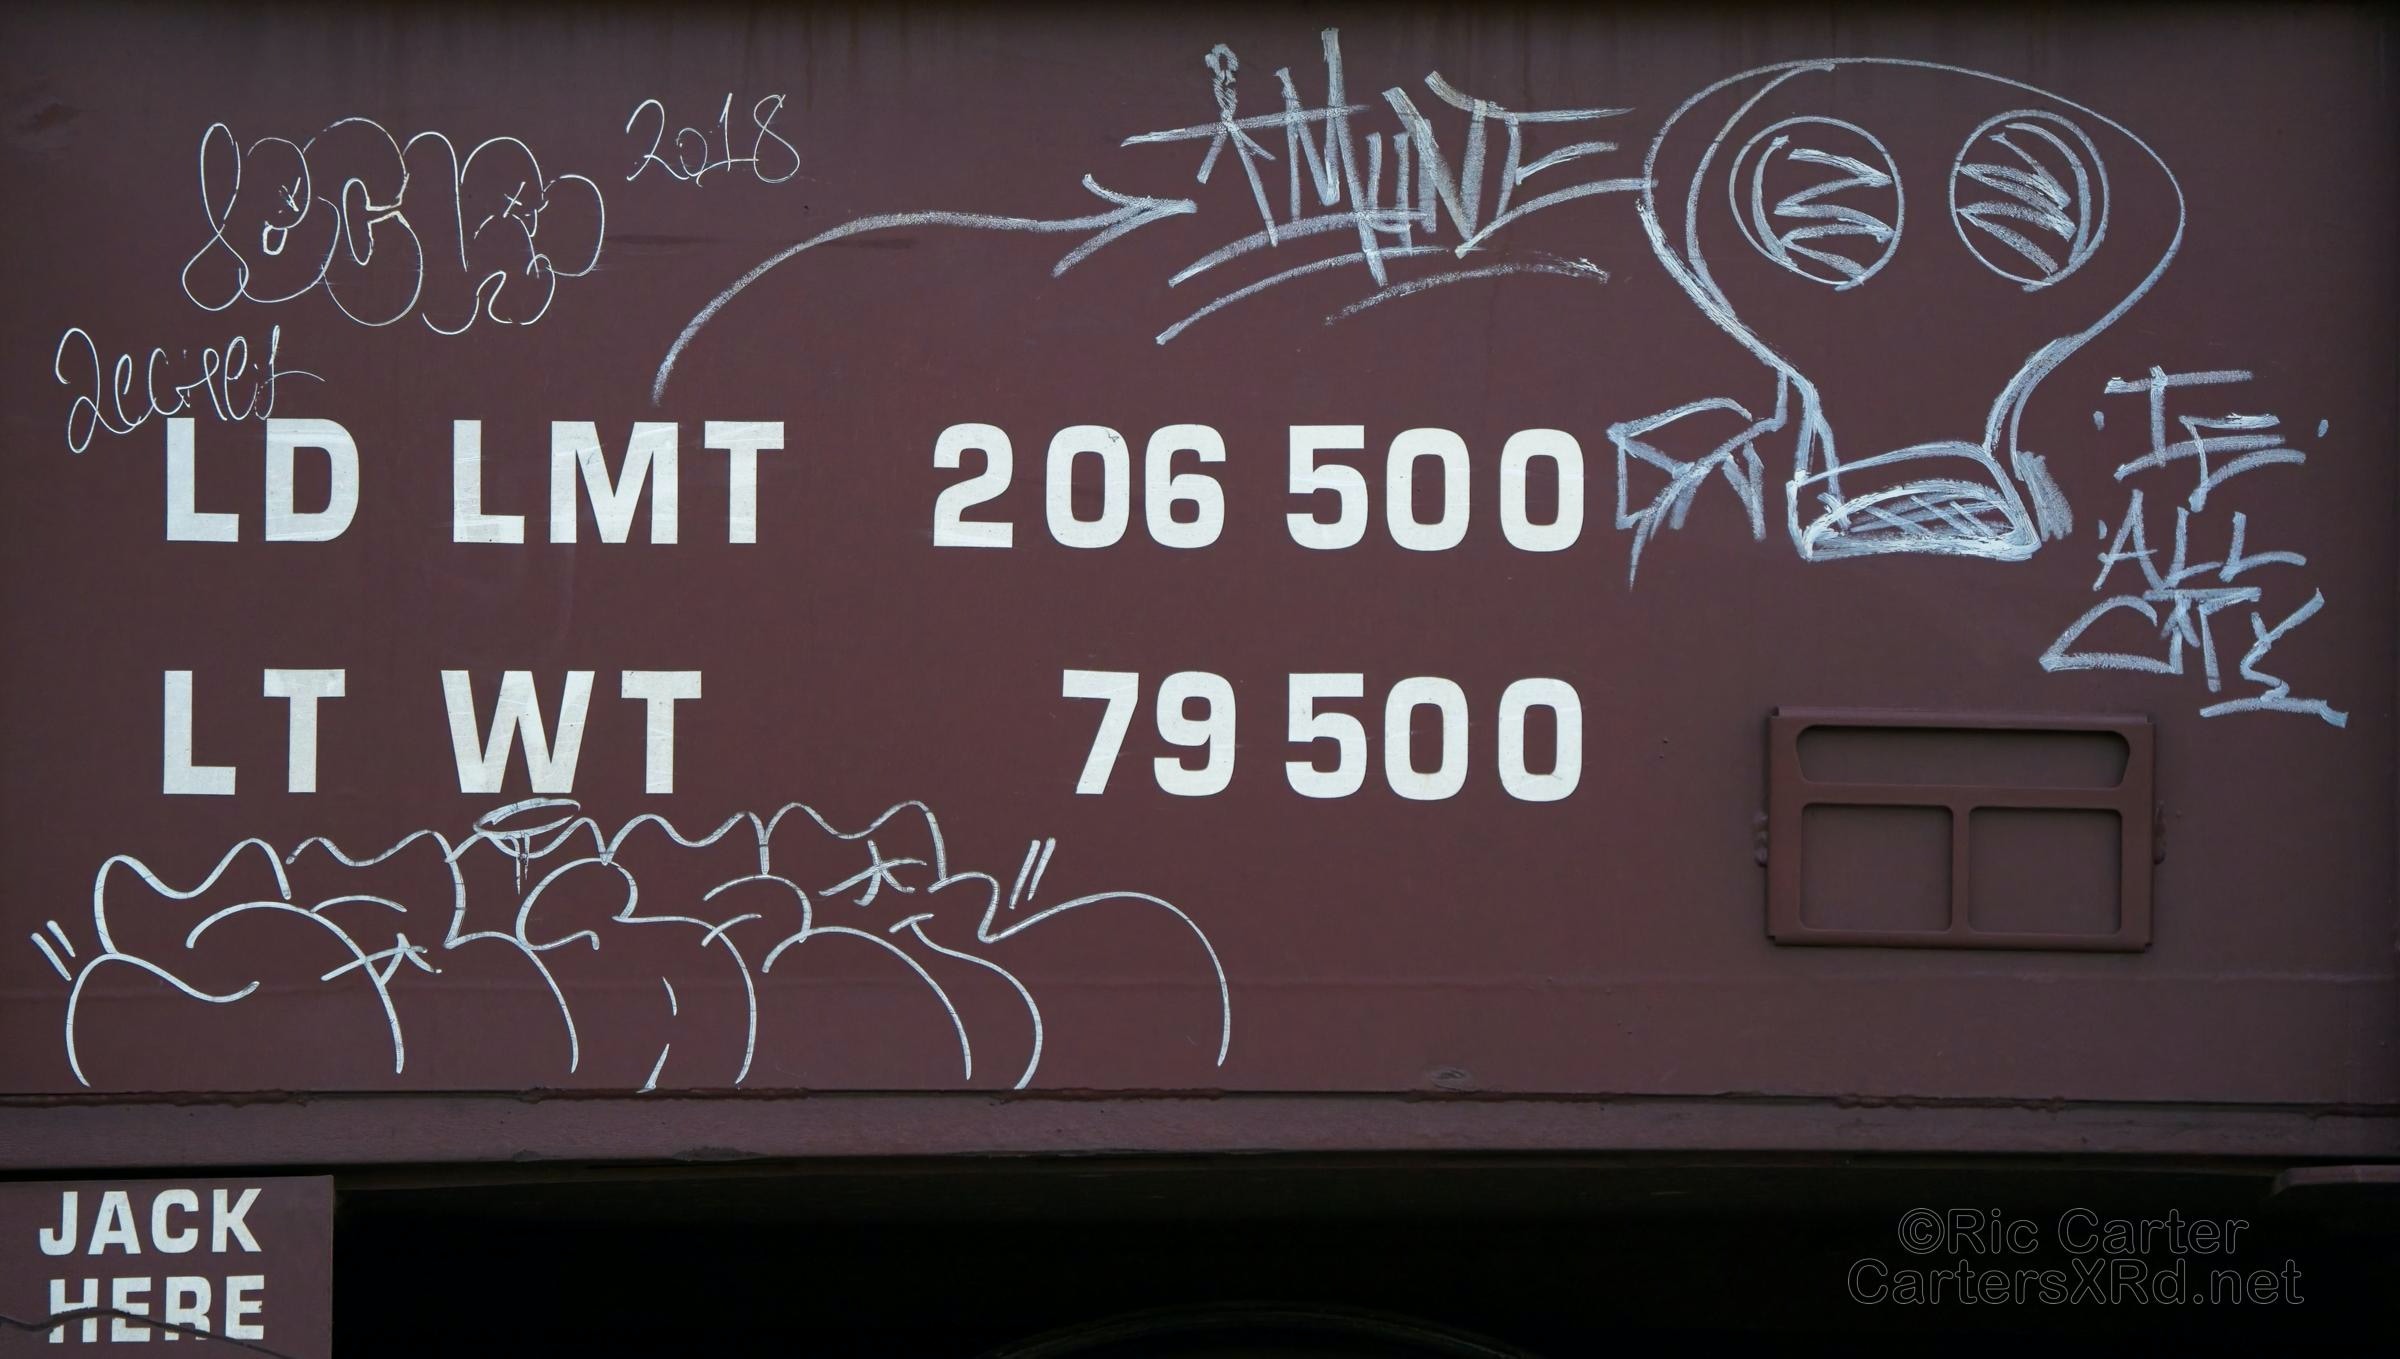 2018
LD LMT 206 500
LT WT 79 500
ALL
CITY
JACK
HERE
©Ric Carter
CartersXRd.net